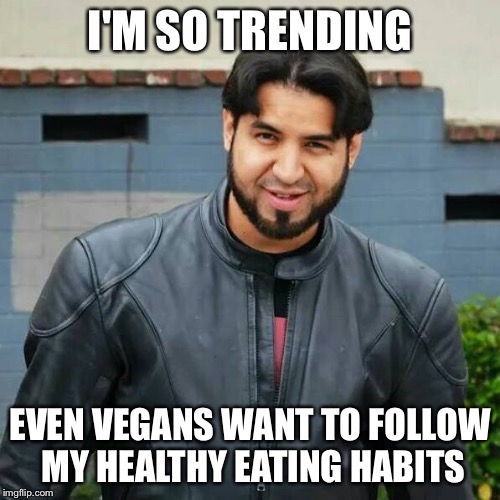 I'M SO TRENDING
EVEN VEGANS WANT TO FOLLOW
MY HEALTHY EATING HABITS
imgflip.com